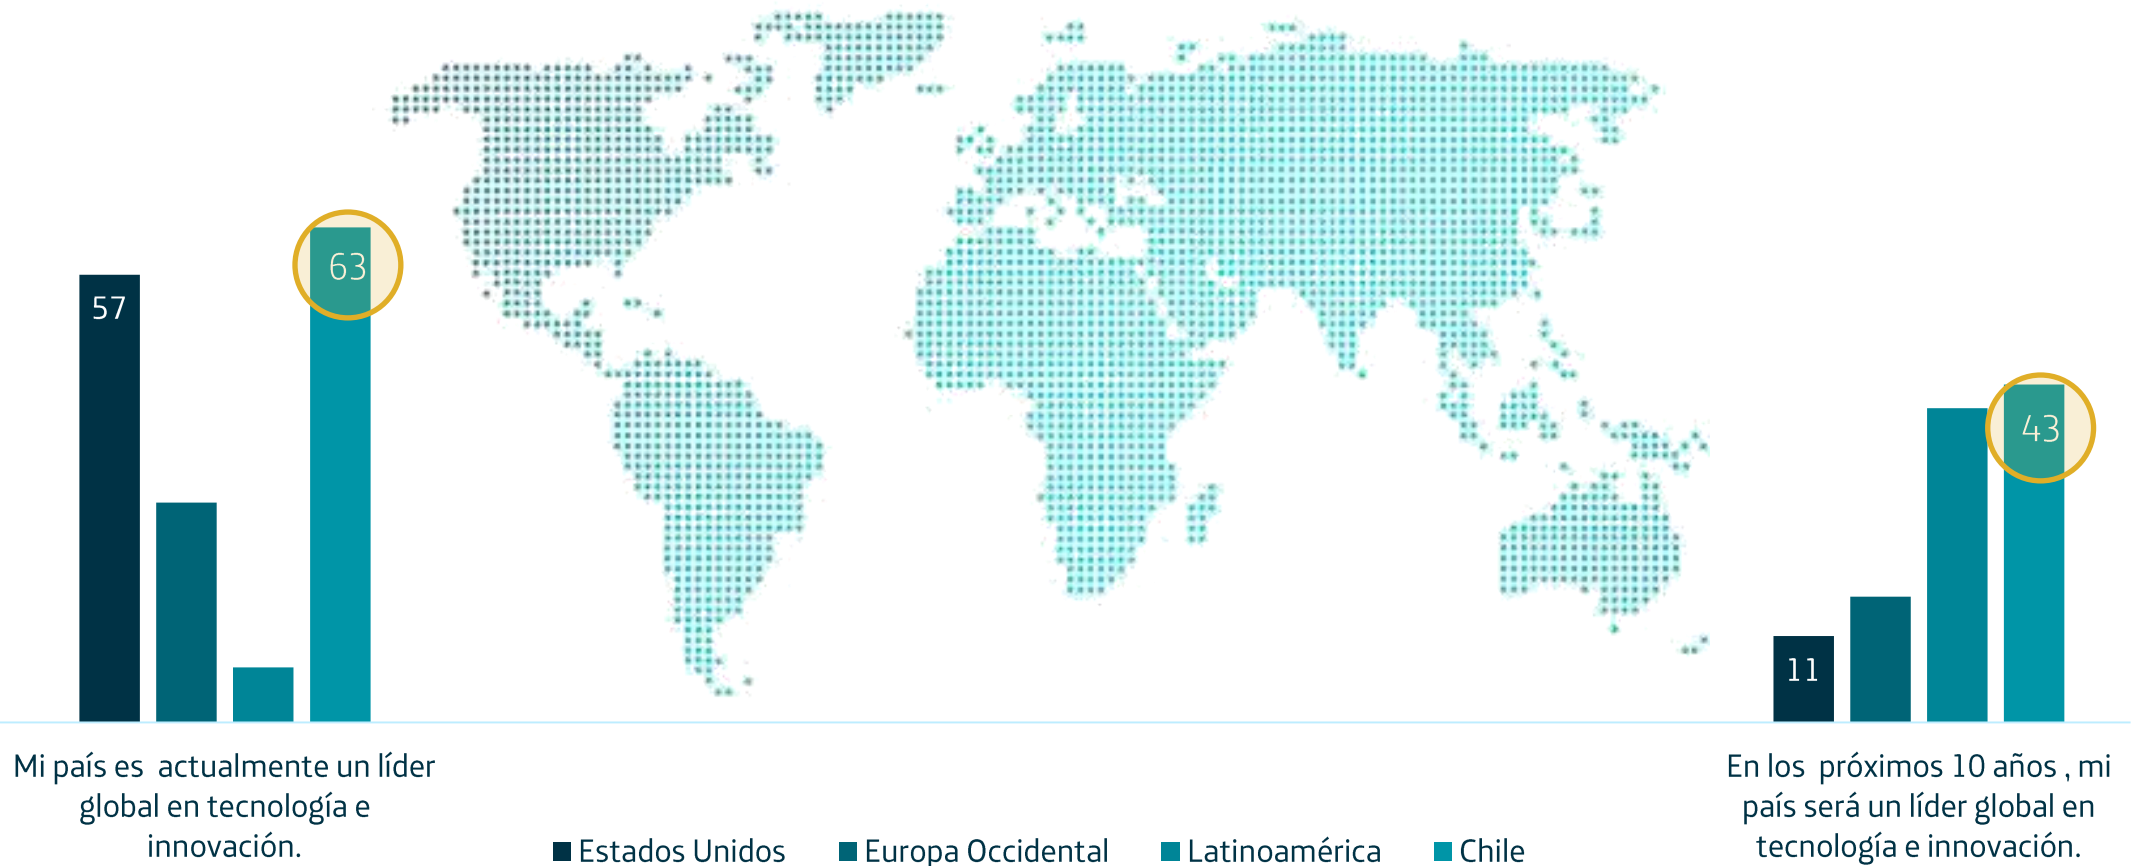 57
63
11
43
Mi país es actualmente un líder
global en tecnología e
innovación.
En los próximos 10 años , mi
país será un líder global en
tecnología e innovación.
Estados Unidos
Europa Occidental
Latinoamérica
Chile